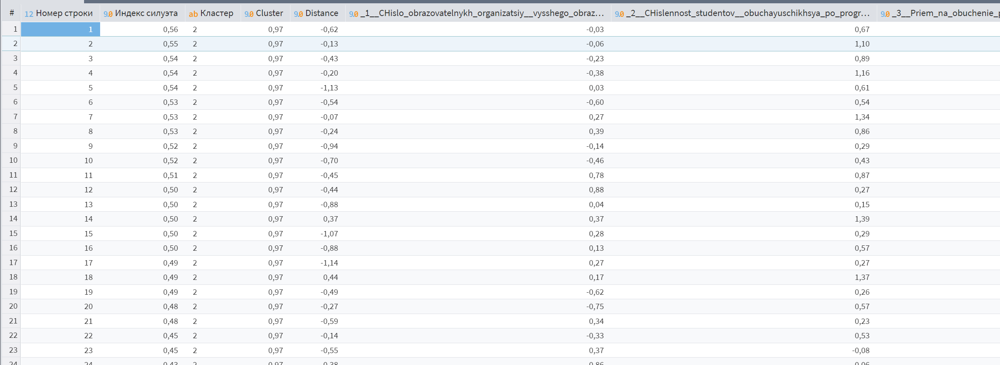 # 12 Номер строки 9.0 Индекс силуэта ab Кластер 9.0 Cluster 9.0 Distance 9.0 _1__CHislo_obrazovatelnykh_organizatsiy__vysshego_obraz... 9.0 _2__CHislennost_studentov__obuchayuschikhsya_po_progr... 9.0 _3__Priem_na_obuchenie_
1 1 0,56 2 0,97 -0,62 -0,03 0,67
2 2 0,55 2 0,97 -0,13 -0,06 1,10
3 3 0,54 2 0,97 -0,43 -0,23 0,89
4 4 0,54 2 0,97 -0,20 -0,38 1,16
5 5 0,54 2 0,97 -1,13 0,03 0,61
6 6 0,53 2 0,97 -0,54 -0,60 0,54
7 7 0,53 2 0,97 -0,07 0,27 1,34
8 8 0,53 2 0,97 -0,24 0,39 0,86
9 9 0,52 2 0,97 -0,94 -0,14 0,29
10 10 0,52 2 0,97 -0,70 -0,46 0,43
11 11 0,51 2 0,97 -0,45 0,78 0,87
12 12 0,50 2 0,97 -0,44 0,88 0,27
13 13 0,50 2 0,97 -0,88 0,04 0,15
14 14 0,50 2 0,97 0,37 0,37 1,39
15 15 0,50 2 0,97 -1,07 0,28 0,29
16 16 0,50 2 0,97 -0,88 0,13 0,57
17 17 0,49 2 0,97 -1,14 0,27 0,27
18 18 0,49 2 0,97 0,44 0,17 1,37
19 19 0,49 2 0,97 -0,49 -0,62 0,26
20 20 0,48 2 0,97 -0,27 -0,75 0,57
21 21 0,48 2 0,97 -0,59 0,34 0,23
22 22 0,45 2 0,97 -0,14 -0,33 0,53
23 23 0,45 2 0,97 -0,55 0,37 -0,08
24 24 2 0,97